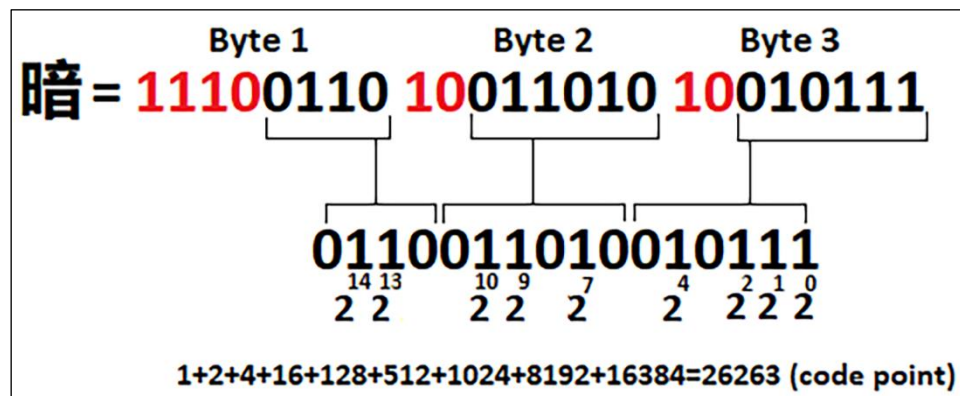 Byte 1 Byte 2 Byte 3
暗 = 11100110 10011010 10010111
0110011010010111
14 13 10 9 7 4 2 1 0
2 2 2 2 2 2 2 2 2
1+2+4+16+128+512+1024+8192+16384=26263 (code point)